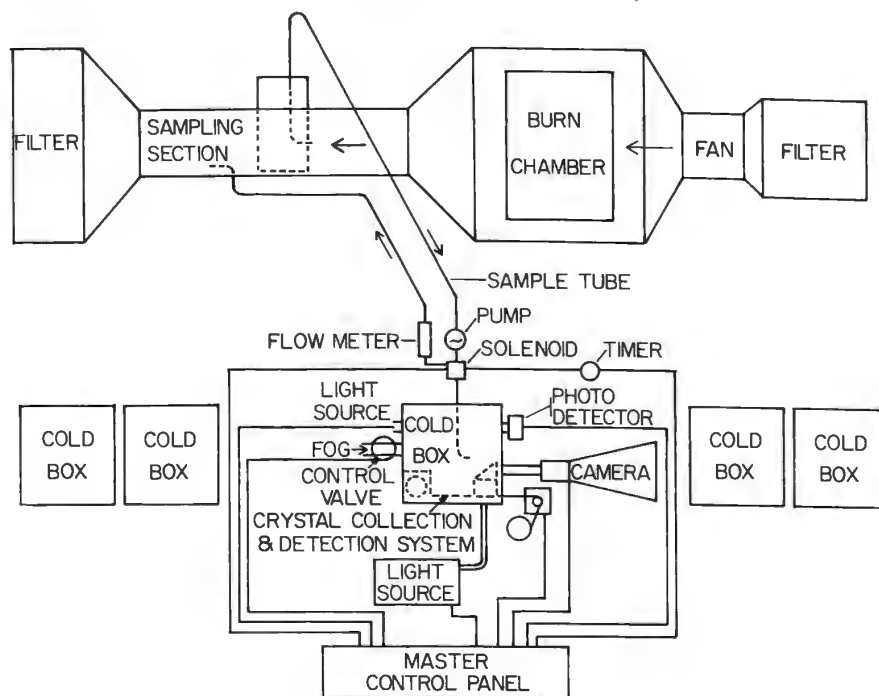 FILTER
SAMPLING
SECTION
BURN
CHAMBER
FAN
FILTER
SAMPLE TUBE
PUMP
FLOW METER
SOLENOID
TIMER
LIGHT
SOURCE
PHOTO
DETECTOR
COLD
BOX
COLD
BOX
COLD
BOX
FOG
CONTROL
VALVE
CAMERA
COLD
BOX
COLD
BOX
CRYSTAL COLLECTION
& DETECTION SYSTEM
LIGHT
SOURCE
MASTER
CONTROL PANEL